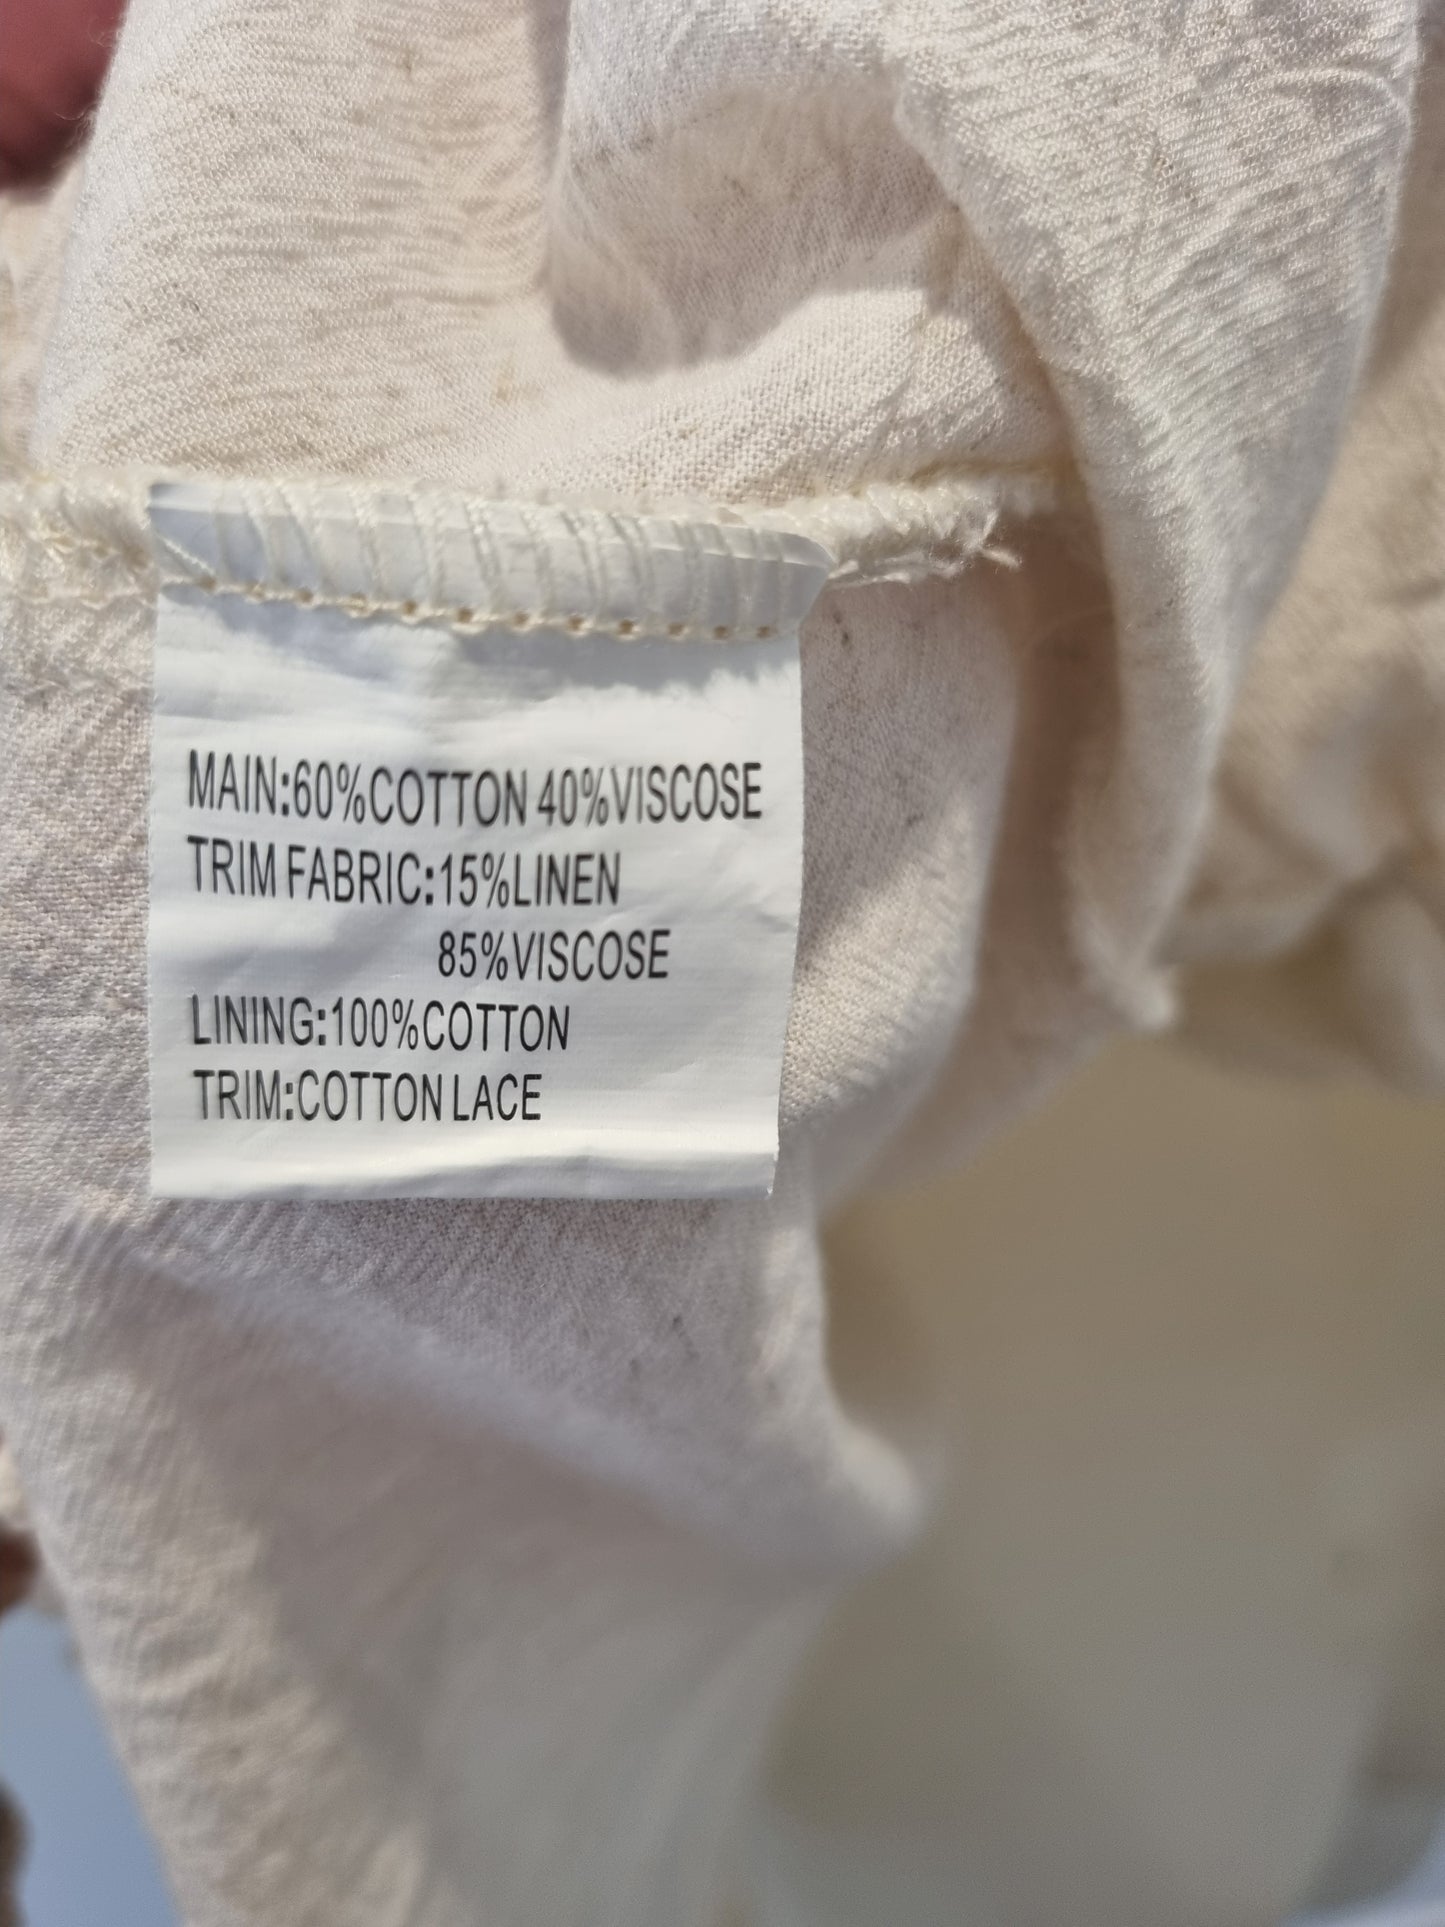 MAIN:60%COTTON 40%VISCOSE
TRIM FABRIC:15%LINEN
85%VISCOSE
LINING:100%COTTON
TRIM:COTTON LACE